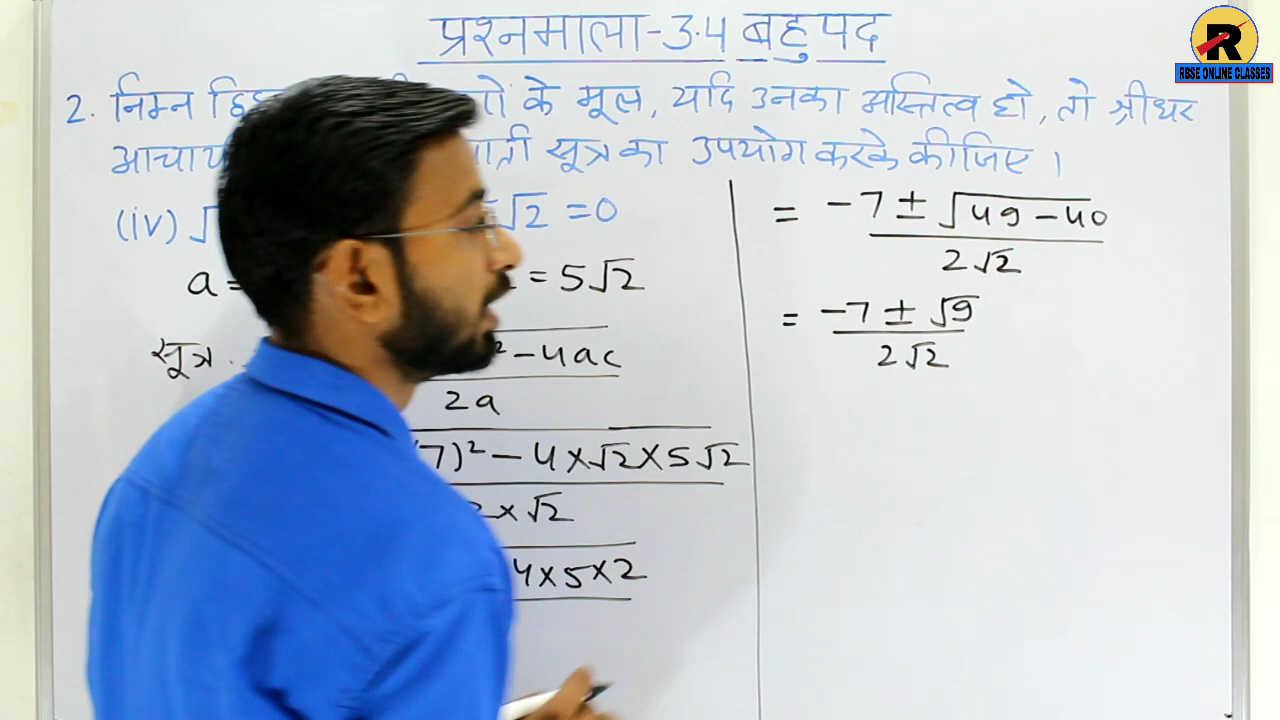 प्रश्नमाला-3.4 बहुपद
R
RBSE ONLINE CLASSES
2. निम्न के मूल, यदि उनका अस्तित्व हो, तो श्रीधर
सूत्र का उपयोग करके कीजिए ।
(iv) √ √2 = 0
a = = 5√2
सूत्र - 4ac
2a
7)² - 4×√2×5√2
×√2
4×5×2
= -7 ± √49-40
2√2
= -7 ± √9
2√2